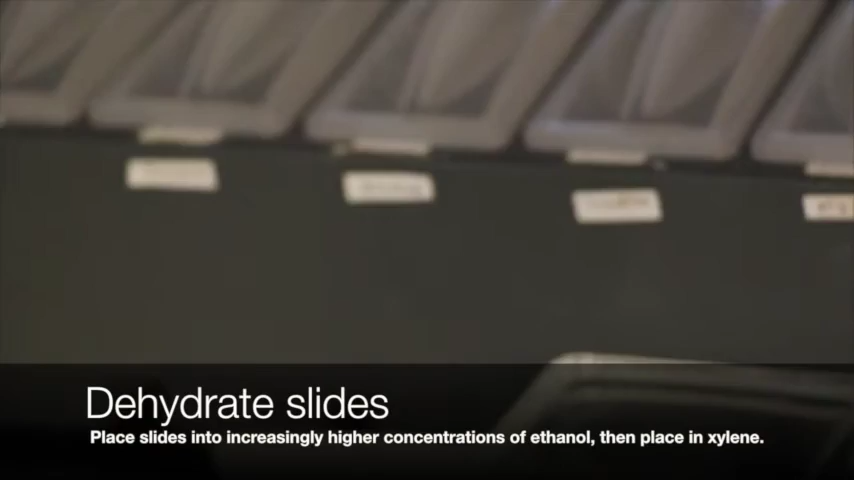 Dehydrate slides
Place slides into increasingly higher concentrations of ethanol, then place in xylene.